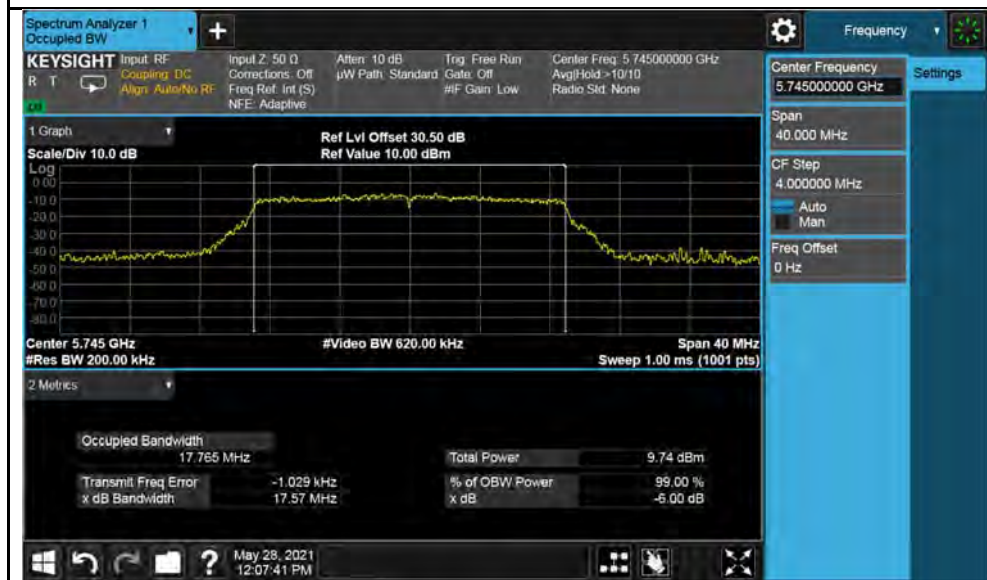 Spectrum Analyzer 1
Occupied BW
+
Frequency
KEYSIGHT
R T
Input: RF
Coupling: DC
Align: Auto/No RF
Input Z: 50 Ω
Corrections: Off
Freq Ref: Int (S)
NFE: Adaptive
Atten: 10 dB
µW Path: Standard
Trig: Free Run
Gate: Off
#IF Gain: Low
Center Freq: 5.745000000 GHz
Avg|Hold:>10/10
Radio Std: None
Center Frequency
5.745000000 GHz
Settings
Span
40.000 MHz
CF Step
4.000000 MHz
Auto
Man
Freq Offset
0 Hz
1 Graph
Scale/Div 10.0 dB
Ref Lvl Offset 30.50 dB
Ref Value 10.00 dBm
Log
0.00
-10.0
-20.0
-30.0
-40.0
-50.0
-60.0
-70.0
-80.0
Center 5.745 GHz
#Res BW 200.00 kHz
#Video BW 620.00 kHz
Span 40 MHz
Sweep 1.00 ms (1001 pts)
2 Metrics
Occupied Bandwidth
17.765 MHz
Total Power 9.74 dBm
Transmit Freq Error -1.029 kHz
% of OBW Power 99.00 %
x dB Bandwidth 17.57 MHz
x dB -6.00 dB
?
May 28, 2021
12:07:41 PM